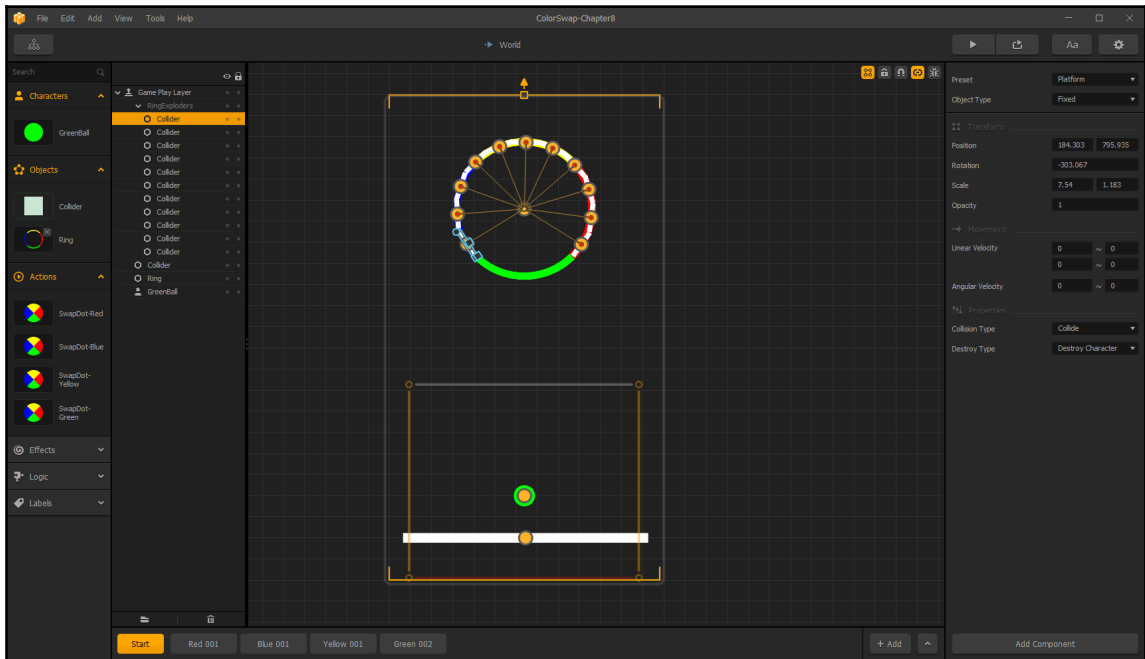 File Edit Add View Tools Help
ColorSwap-Chapter8
World
Aa
Search
Characters
GreenBall
Objects
Collider
Ring
Actions
SwapDot-Red
SwapDot-Blue
SwapDot-
Yellow
SwapDot-
Green
Effects
Logic
Labels
Game Play Layer
RingExploders
Collider
Collider
Collider
Collider
Collider
Collider
Collider
Collider
Collider
Collider
Collider
Collider
Ring
GreenBall
Preset Platform
Object Type Fixed
Transform
Position 184.303 795.935
Rotation -303.067
Scale 7.54 1.183
Opacity 1
Movement
Linear Velocity 0 ~ 0
0 ~ 0
Angular Velocity 0 ~ 0
Properties
Collision Type Collide
Destroy Type Destroy Character
Start Red 001 Blue 001 Yellow 001 Green 002
+ Add
Add Component